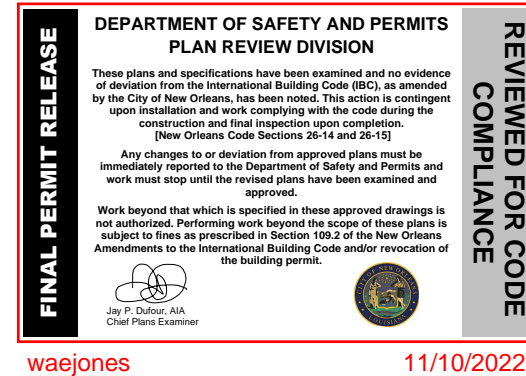 FINAL PERMIT RELEASE
DEPARTMENT OF SAFETY AND PERMITS
PLAN REVIEW DIVISION
These plans and specifications have been examined and no evidence
of deviation from the International Building Code (IBC), as amended
by the City of New Orleans, has been noted. This action is contingent
upon installation and work complying with the code during the
construction and final inspection upon completion.
[New Orleans Code Sections 26-14 and 26-15]
Any changes to or deviation from approved plans must be
immediately reported to the Department of Safety and Permits and
work must stop until the revised plans have been examined and
approved.
Work beyond that which is specified in these approved drawings is
not authorized. Performing work beyond the scope of these plans is
subject to fines as prescribed in Section 109.2 of the New Orleans
Amendments to the International Building Code and/or revocation of
the building permit.
Jay P. Dufour, AIA
Chief Plans Examiner
CITY OF NEW ORLEANS
LOUISIANA
REVIEWED FOR CODE
COMPLIANCE
waejones
11/10/2022